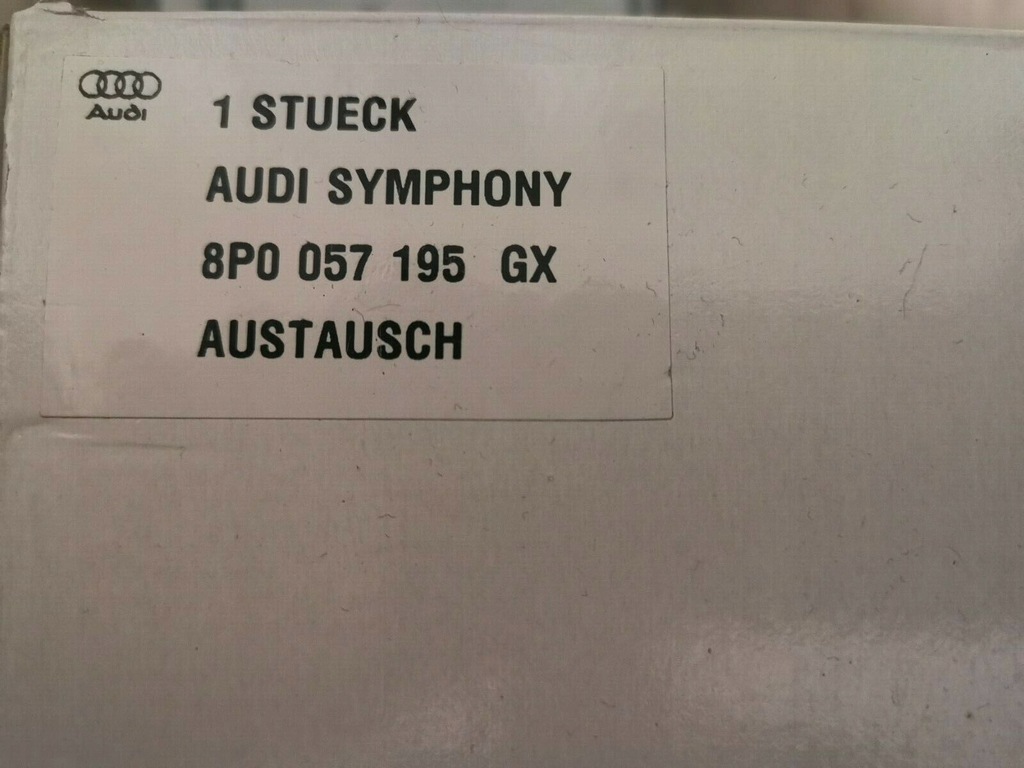 Audi
1 STUECK
AUDI SYMPHONY
8P0 057 195 GX
AUSTAUSCH